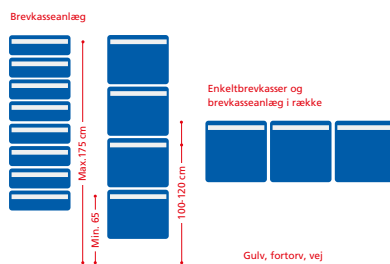 Brevkasseanlæg
Max.175 cm
Min. 65
100-120 cm
Enkeltbrevkasser og
brevkasseanlæg i række
Gulv, fortorv, vej